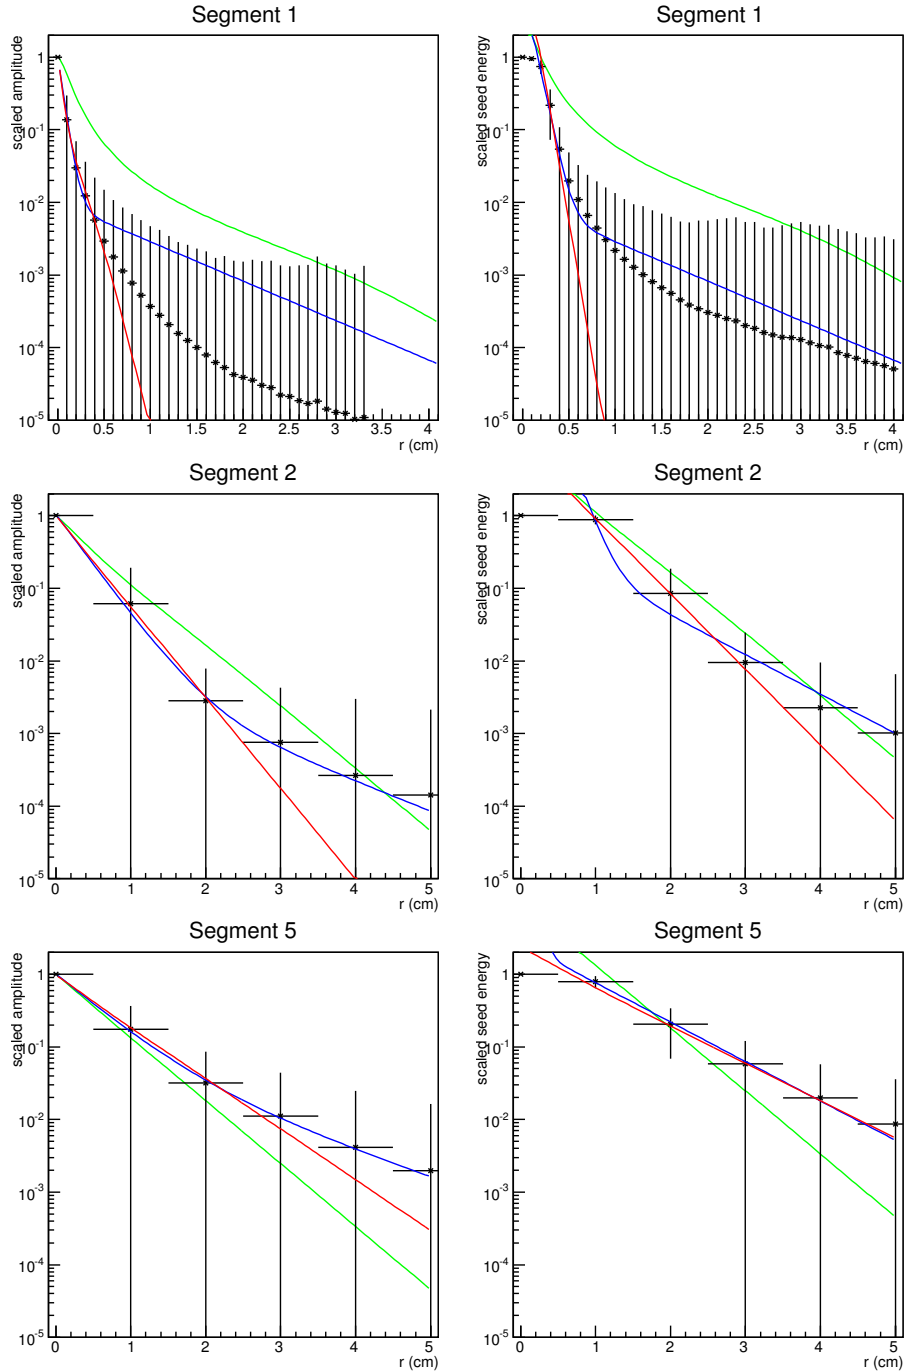 Segment 1
scaled amplitude
1
10-1
10-2
10-3
10-4
10-5
0 0.5 1 1.5 2 2.5 3 3.5 4
r (cm)
Segment 1
scaled seed energy
1
10-1
10-2
10-3
10-4
10-5
0 0.5 1 1.5 2 2.5 3 3.5 4
r (cm)
Segment 2
scaled amplitude
1
10-1
10-2
10-3
10-4
10-5
0 1 2 3 4 5
r (cm)
Segment 2
scaled seed energy
1
10-1
10-2
10-3
10-4
10-5
0 1 2 3 4 5
r (cm)
Segment 5
scaled amplitude
1
10-1
10-2
10-3
10-4
10-5
0 1 2 3 4 5
r (cm)
Segment 5
scaled seed energy
1
10-1
10-2
10-3
10-4
10-5
0 1 2 3 4 5
r (cm)